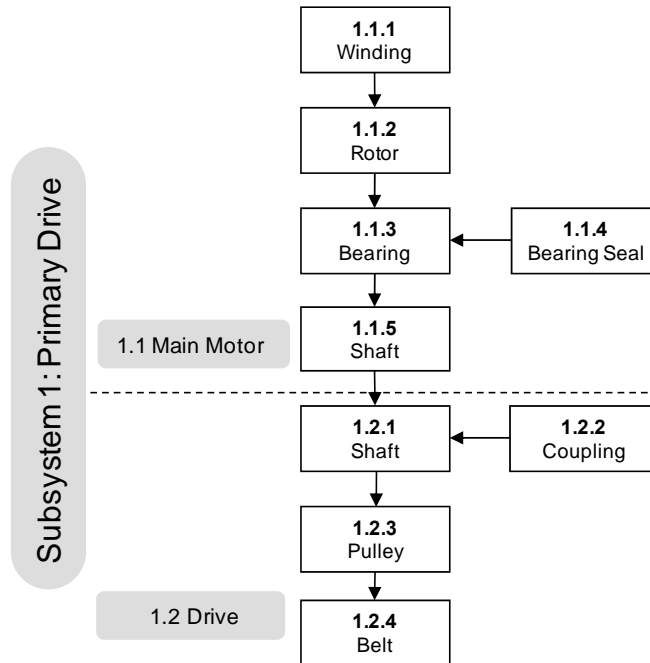 Subsystem 1: Primary Drive
1.1.1
Winding
1.1.2
Rotor
1.1.3
Bearing
1.1.4
Bearing Seal
1.1 Main Motor
1.1.5
Shaft
1.2.1
Shaft
1.2.2
Coupling
1.2.3
Pulley
1.2 Drive
1.2.4
Belt